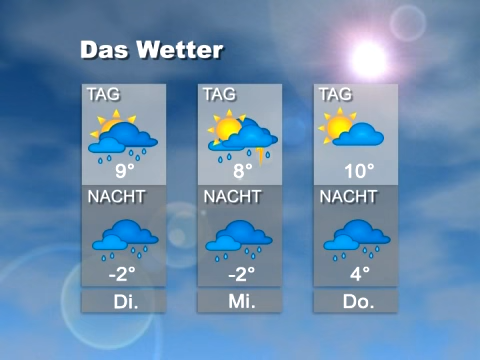 Das Wetter
TAG TAG TAG
9° 8° 10°
NACHT NACHT NACHT
-2° -2° 4°
Di. Mi. Do.